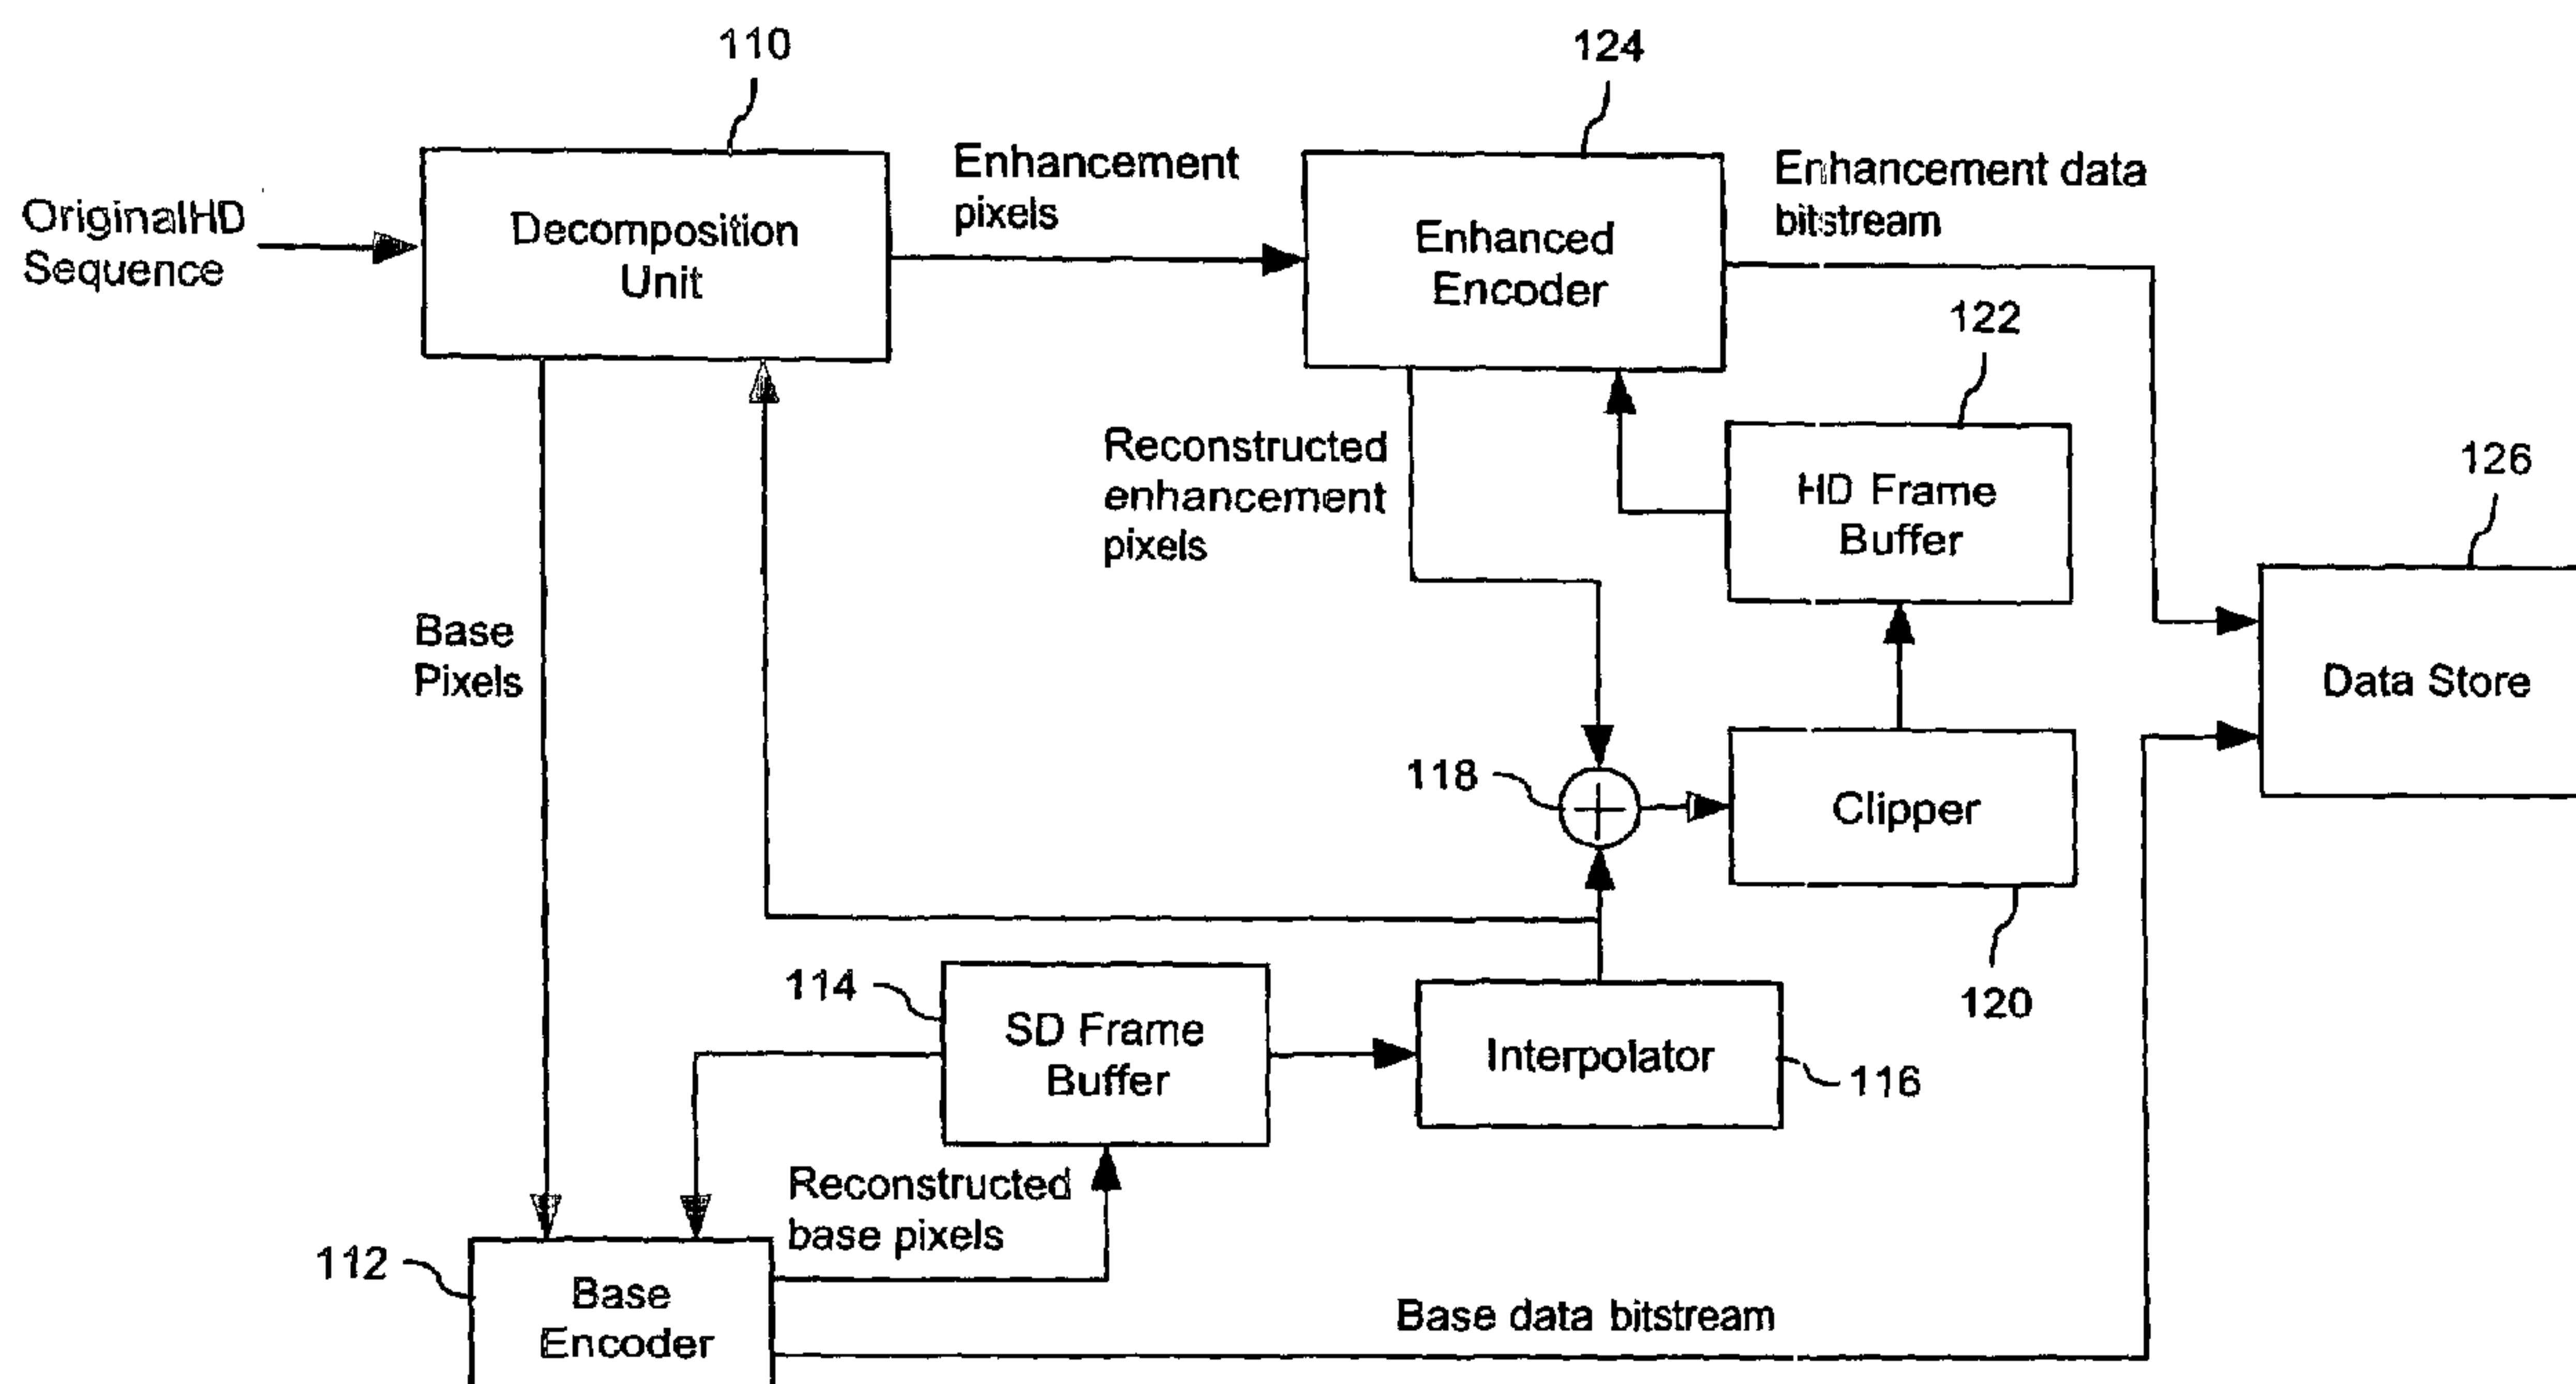 110
124
OriginalHD
Sequence
Decomposition
Unit
Enhancement
pixels
Enhanced
Encoder
Enhancement data
bitstream
122
Reconstructed
enhancement
pixels
HD Frame
Buffer
126
Base
Pixels
Data Store
118
Clipper
120
114
SD Frame
Buffer
Interpolator
116
Reconstructed
base pixels
112
Base
Encoder
Base data bitstream